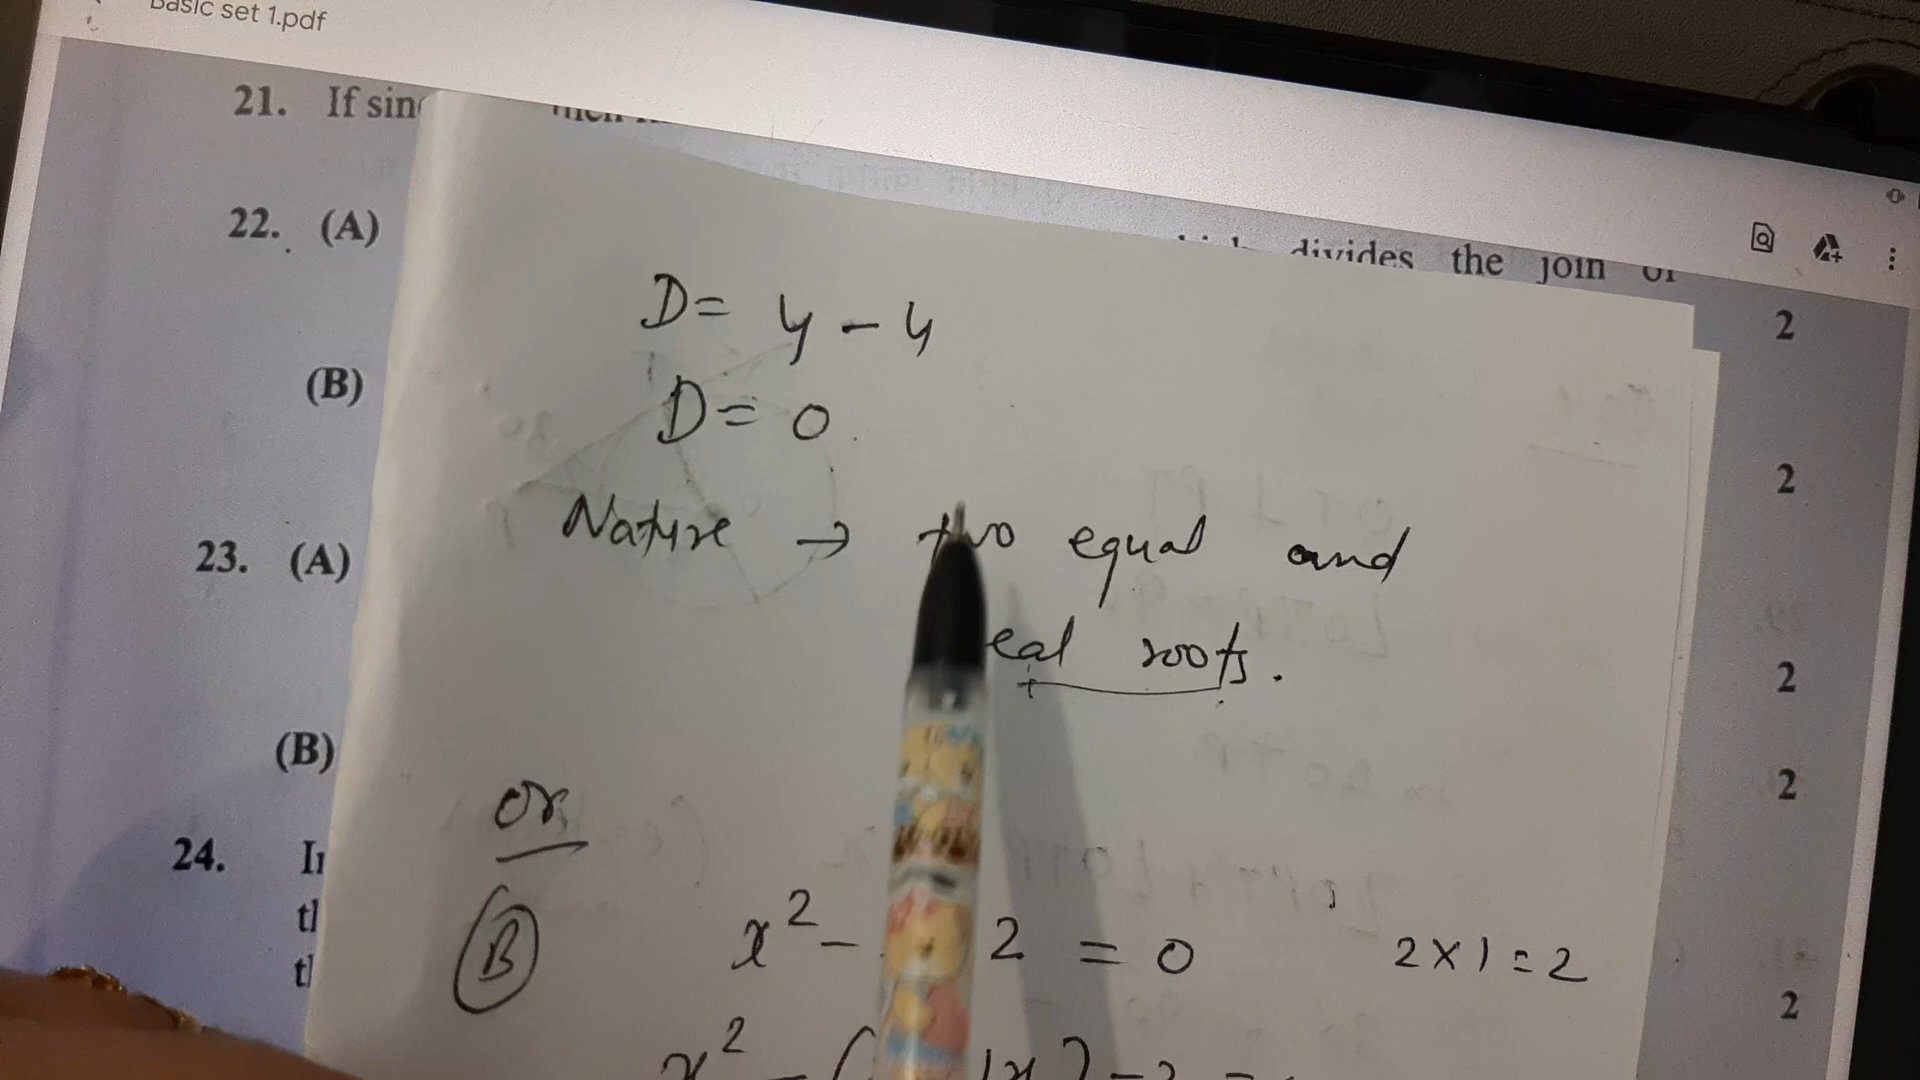 Basic set 1.pdf
21. If sin
22. (A)
divides the join of
2
D = 4 - 4
(B)
D = 0
2
Nature → two equal and
23. (A)
eal roots.
2
(B)
2
or
24.
B x² - 2 = 0 2 X 1 = 2
2